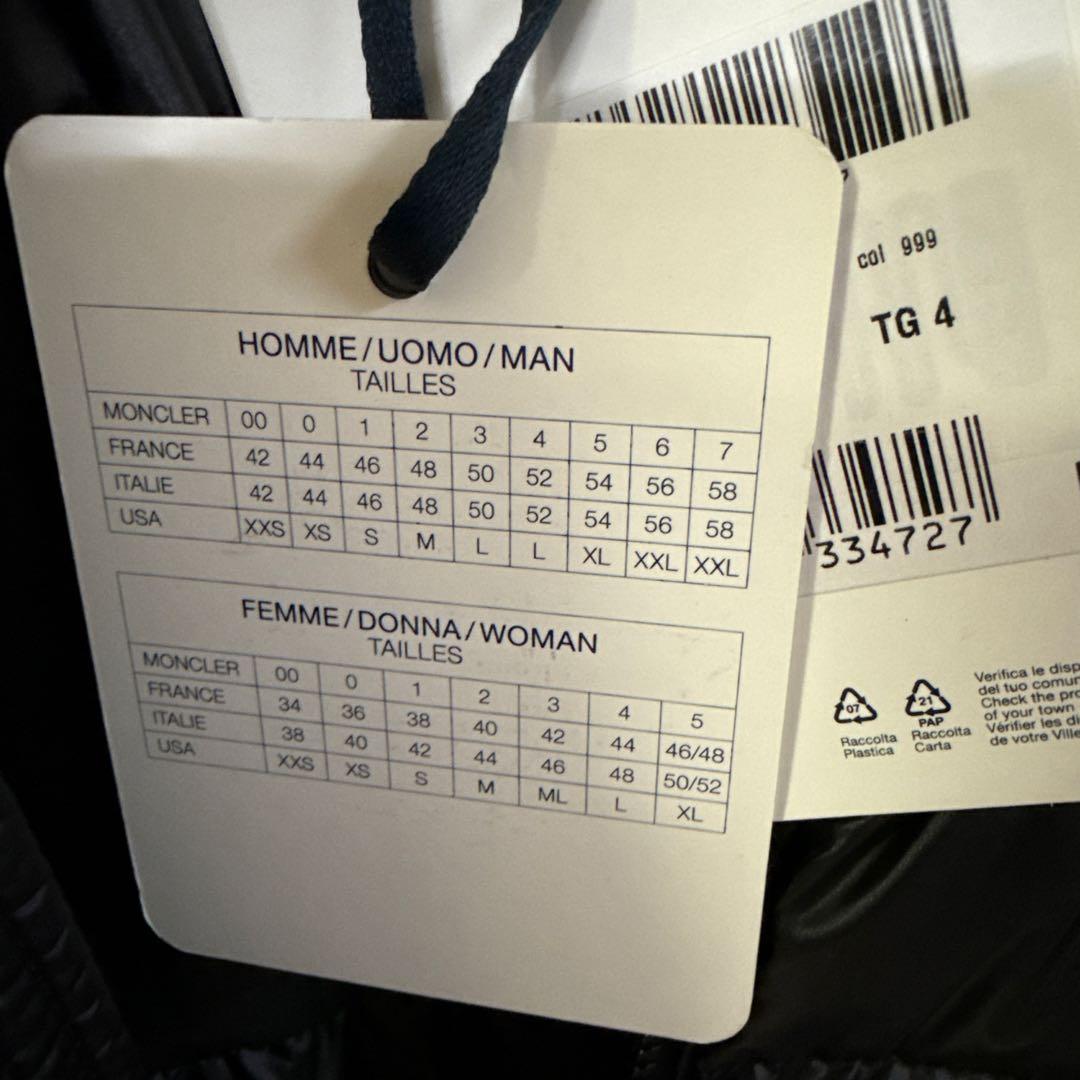 HOMME/UOMO/MAN
TAILLES
MONCLER 00 0 1 2 3 4 5 6 7
FRANCE 42 44 46 48 50 52 54 56 58
ITALIE 42 44 46 48 50 52 54 56 58
USA XXS XS S M L L XL XXL XXL
FEMME/DONNA/WOMAN
TAILLES
MONCLER 00 0 1 2 3 4 5
FRANCE 34 36 38 40 42 44 46/48
ITALIE 38 40 42 44 46 48 50/52
USA XXS XS S M ML L XL
col 999
TG 4
334727
07
Raccolta
Plastica
21
PAP
Raccolta
Carta
Verifica le disp
del tuo comun
Check the pro
of your town
Vérifier les di
de votre Ville